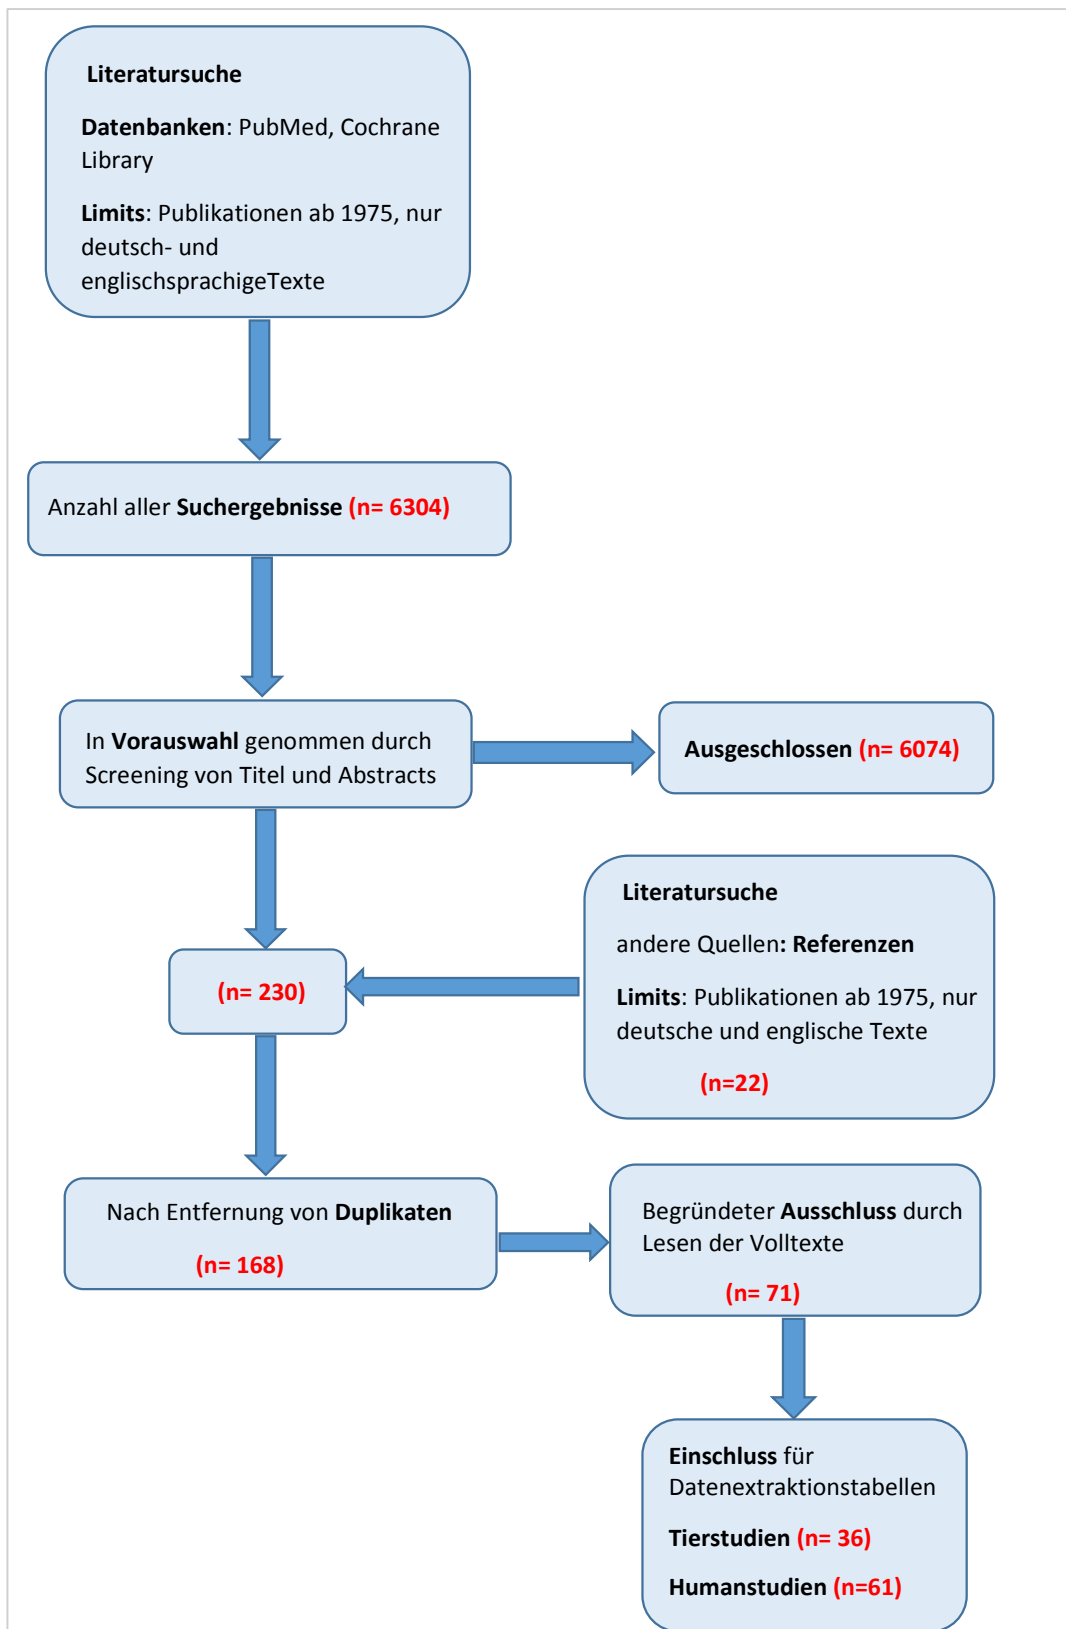 Literatursuche
Datenbanken: PubMed, Cochrane
Library
Limits: Publikationen ab 1975, nur
deutsch- und
englischsprachigeTexte
Anzahl aller Suchergebnisse (n= 6304)
In Vorauswahl genommen durch
Screening von Titel und Abstracts
Ausgeschlossen (n= 6074)
Literatursuche
andere Quellen: Referenzen
Limits: Publikationen ab 1975, nur
deutsche und englische Texte
(n=22)
(n= 230)
Nach Entfernung von Duplikaten
(n= 168)
Begründeter Ausschluss durch
Lesen der Volltexte
(n= 71)
Einschluss für
Datenextraktionstabellen
Tierstudien (n= 36)
Humanstudien (n=61)